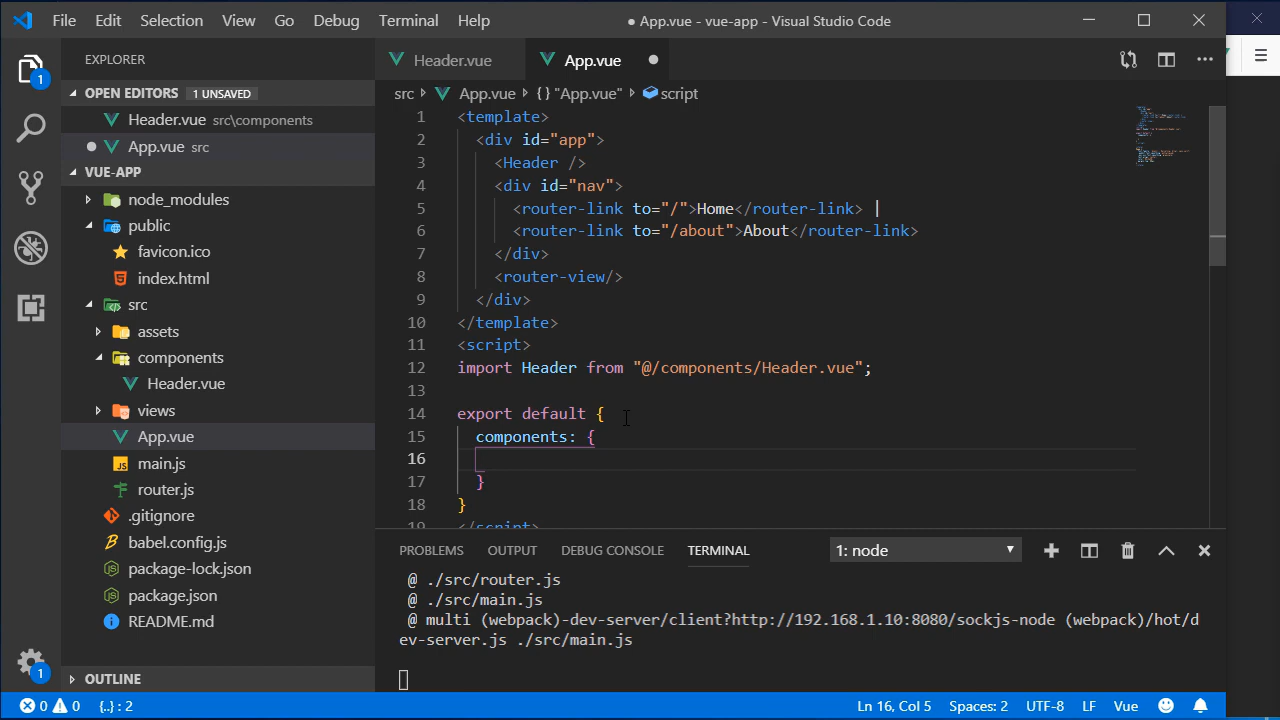 File Edit Selection View Go Debug Terminal Help ● App.vue - vue-app - Visual Studio Code
EXPLORER
OPEN EDITORS 1 UNSAVED
Header.vue src\components
● App.vue src
VUE-APP
node_modules
public
favicon.ico
index.html
src
assets
components
Header.vue
views
App.vue
main.js
router.js
.gitignore
babel.config.js
package-lock.json
package.json
README.md
OUTLINE
1
1
Header.vue App.vue ●
src > App.vue > {} "App.vue" > script
1 <template>
2 <div id="app">
3 <Header />
4 <div id="nav">
5 <router-link to="/">Home</router-link> |
6 <router-link to="/about">About</router-link>
7 </div>
8 <router-view/>
9 </div>
10 </template>
11 <script>
12 import Header from "@/components/Header.vue";
13
14 export default {
15 components: {
16
17 }
18 }
19 </script>
PROBLEMS OUTPUT DEBUG CONSOLE TERMINAL 1: node
@ ./src/router.js
@ ./src/main.js
@ multi (webpack)-dev-server/client?http://192.168.1.10:8080/sockjs-node (webpack)/hot/d
ev-server.js ./src/main.js
0 0 {..} : 2 Ln 16, Col 5 Spaces: 2 UTF-8 LF Vue